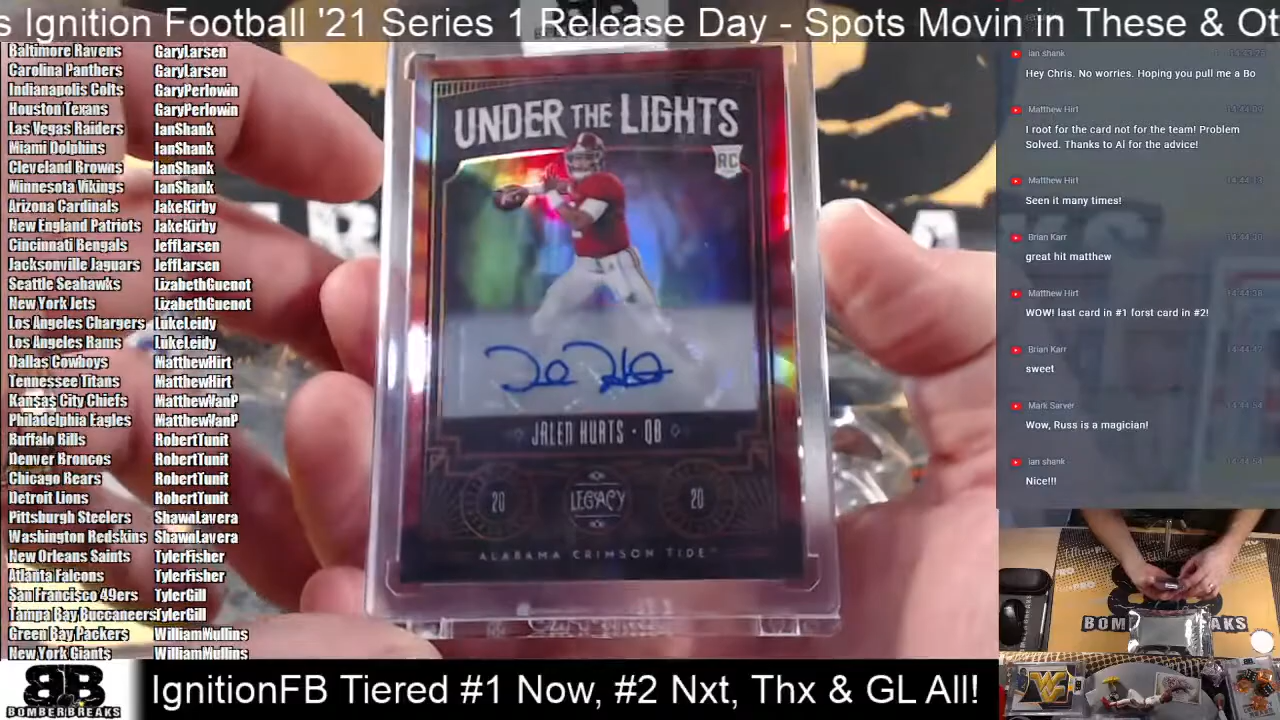 s Ignition Football '21 Series 1 Release Day - Spots Movin in These & Ot
Baltimore Ravens GaryLarsen
Carolina Panthers GaryLarsen
Indianapolis Colts GaryPerlowin
Houston Texans GaryPerlowin
Las Vegas Raiders IanShank
Miami Dolphins IanShank
Cleveland Browns IanShank
Minnesota Vikings IanShank
Arizona Cardinals JakeKirby
New England Patriots JakeKirby
Cincinnati Bengals JeffLarsen
Jacksonville Jaguars JeffLarsen
Seattle Seahawks LizabethGuenot
New York Jets LizabethGuenot
Los Angeles Chargers LukeLeidy
Los Angeles Rams LukeLeidy
Dallas Cowboys MatthewHirt
Tennessee Titans MatthewHirt
Kansas City Chiefs MatthewVanP
Philadelphia Eagles MatthewVanP
Buffalo Bills RobertTunit
Denver Broncos RobertTunit
Chicago Bears RobertTunit
Detroit Lions RobertTunit
Pittsburgh Steelers ShawnLavera
Washington Redskins ShawnLavera
New Orleans Saints TylerFisher
Atlanta Falcons TylerFisher
San Francisco 49ers TylerGill
Tampa Bay Buccaneers TylerGill
Green Bay Packers WilliamMullins
New York Giants WilliamMullins
UNDER THE LIGHTS
RC
JALEN HURTS · QB
20 LEGACY 20
ALABAMA CRIMSON TIDE
ian shank
Hey Chris. No worries. Hoping you pull me a Bo
Matthew Hirt
I root for the card not for the team! Problem
Solved. Thanks to Al for the advice!
Matthew Hirt
Seen it many times!
Brian Karr
great hit matthew
Matthew Hirt
WOW! last card in #1 forst card in #2!
Brian Karr
sweet
Mark Sarver
Wow, Russ is a magician!
ian shank
Nice!!!
BOMBERBREAKS
IgnitionFB Tiered #1 Now, #2 Nxt, Thx & GL All!